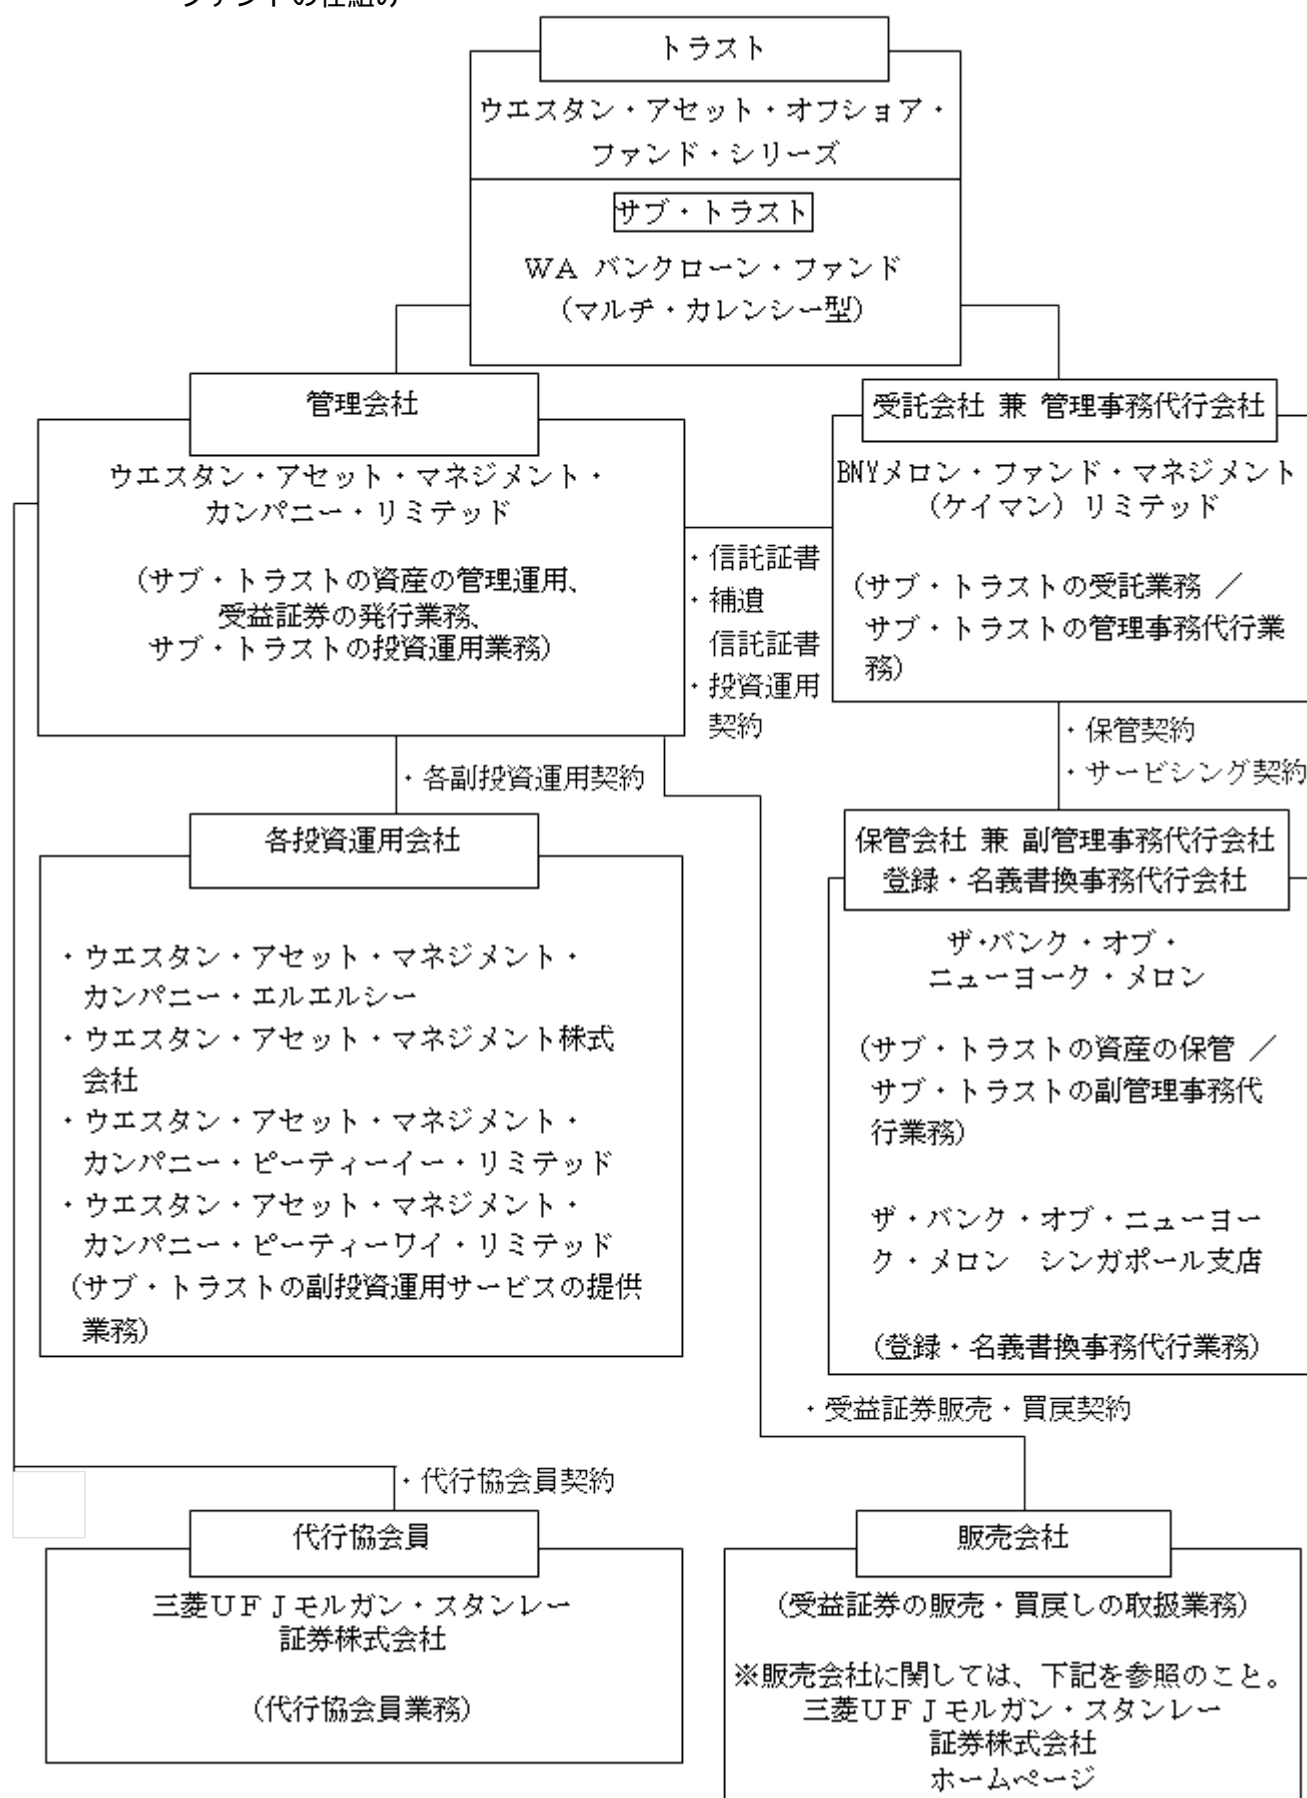 ファンドの仕組み
トラスト
ウエスタン・アセット・オフショア・
ファンド・シリーズ
サブ・トラスト
ＷＡ バンクローン・ファンド
（マルチ・カレンシー型）
管理会社
ウエスタン・アセット・マネジメント・
カンパニー・リミテッド
（サブ・トラストの資産の管理運用、
受益証券の発行業務、
サブ・トラストの投資運用業務）
受託会社 兼 管理事務代行会社
BNYメロン・ファンド・マネジメント
（ケイマン）リミテッド
（サブ・トラストの受託業務 ／
サブ・トラストの管理事務代行業
務）
・信託証書
・補遺
信託証書
・投資運用
契約
・保管契約
・サービシング契約
・各副投資運用契約
各投資運用会社
・ウエスタン・アセット・マネジメント・
カンパニー・エルエルシー
・ウエスタン・アセット・マネジメント株式
会社
・ウエスタン・アセット・マネジメント・
カンパニー・ピーティーイー・リミテッド
・ウエスタン・アセット・マネジメント・
カンパニー・ピーティーワイ・リミテッド
（サブ・トラストの副投資運用サービスの提供
業務）
保管会社 兼 副管理事務代行会社
登録・名義書換事務代行会社
ザ・バンク・オブ・
ニューヨーク・メロン
（サブ・トラストの資産の保管 ／
サブ・トラストの副管理事務代
行業務）
ザ・バンク・オブ・ニューヨー
ク・メロン　シンガポール支店
（登録・名義書換事務代行業務）
・受益証券販売・買戻契約
・代行協会員契約
代行協会員
三菱ＵＦＪモルガン・スタンレー
証券株式会社
（代行協会員業務）
販売会社
（受益証券の販売・買戻しの取扱業務）
※販売会社に関しては、下記を参照のこと。
三菱ＵＦＪモルガン・スタンレー
証券株式会社
ホームページ